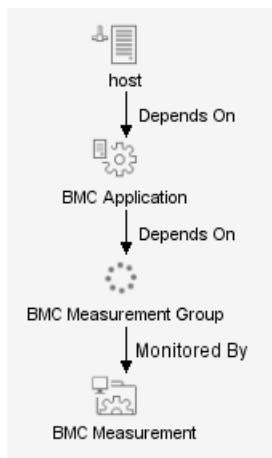 host
Depends On
BMC Application
Depends On
BMC Measurement Group
Monitored By
BMC Measurement